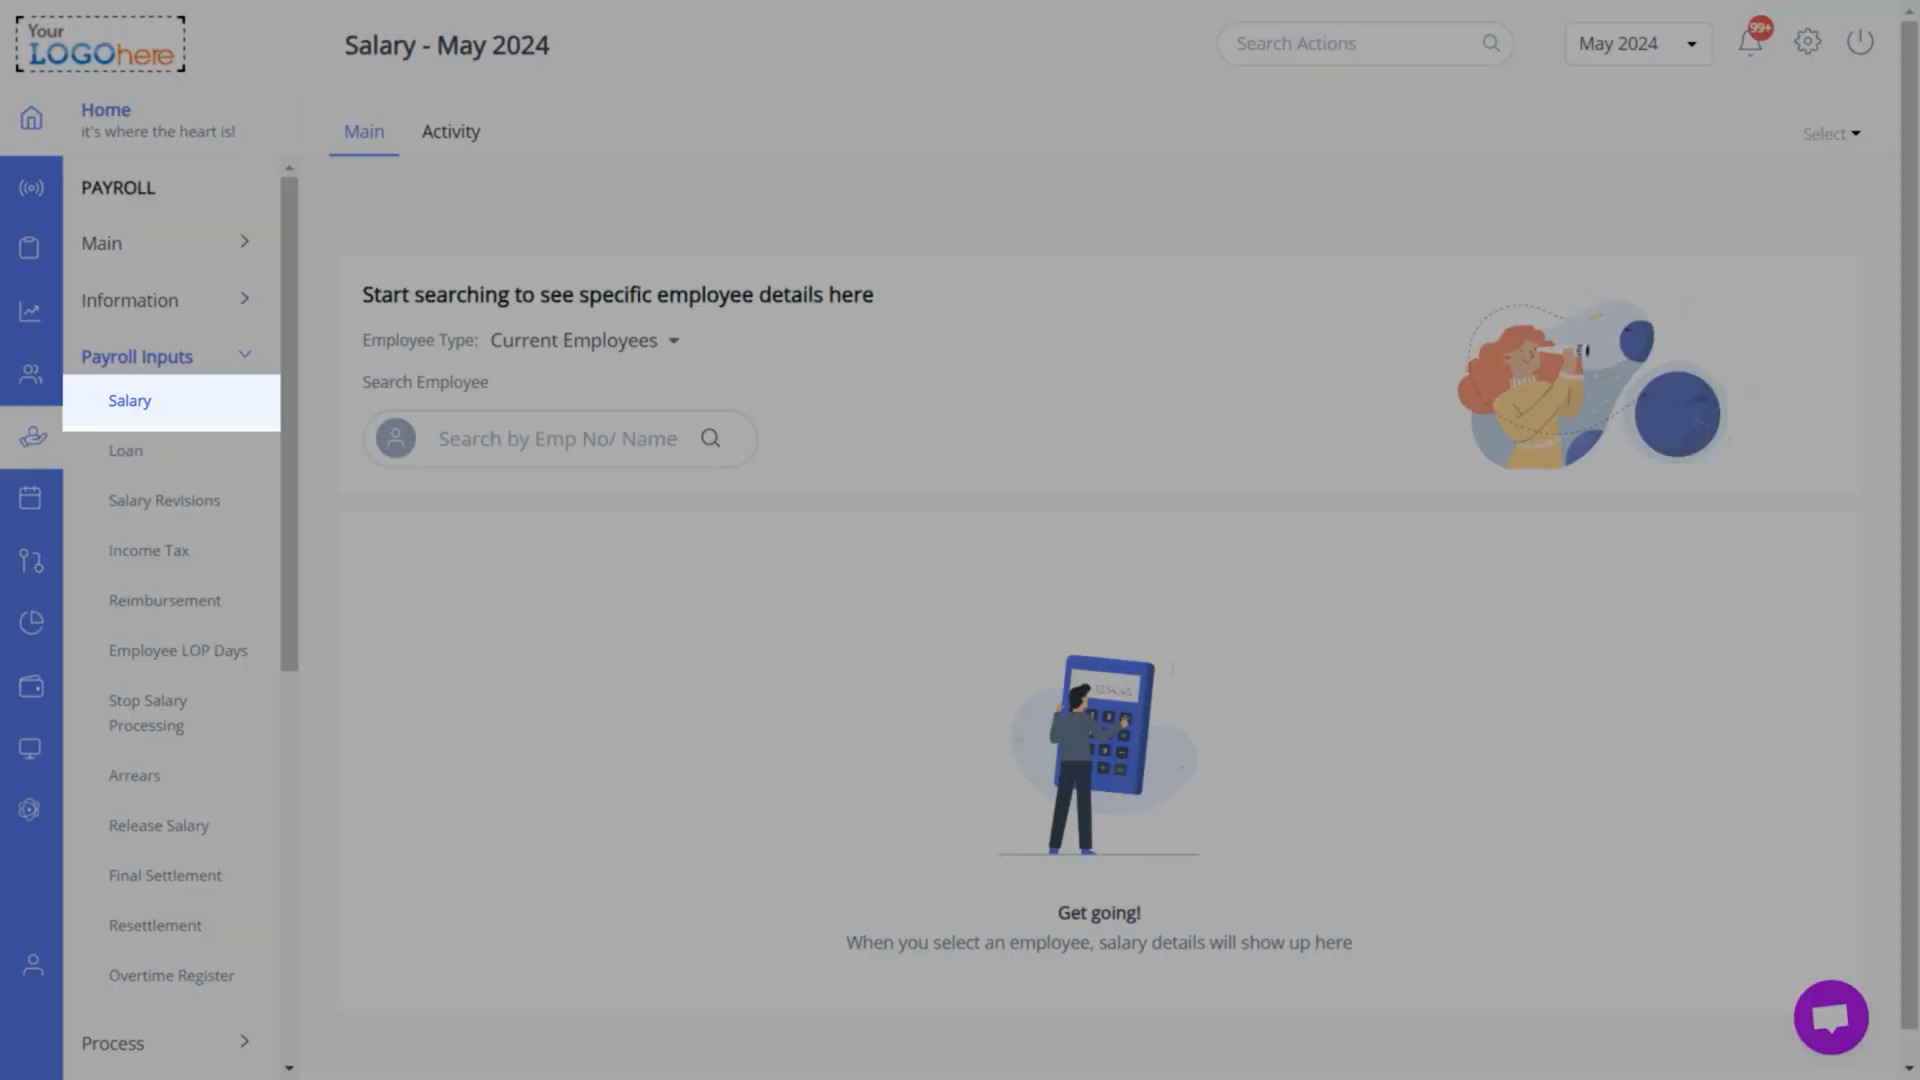 Your
LOGOhere
Salary - May 2024
Search Actions
May 2024
99+
Home
it's where the heart is!
Main
Activity
Select
PAYROLL
Main
Information
Payroll Inputs
Salary
Loan
Salary Revisions
Income Tax
Reimbursement
Employee LOP Days
Stop Salary
Processing
Arrears
Release Salary
Final Settlement
Resettlement
Overtime Register
Process
Start searching to see specific employee details here
Employee Type: Current Employees
Search Employee
Search by Emp No/ Name
1234.45
Get going!
When you select an employee, salary details will show up here